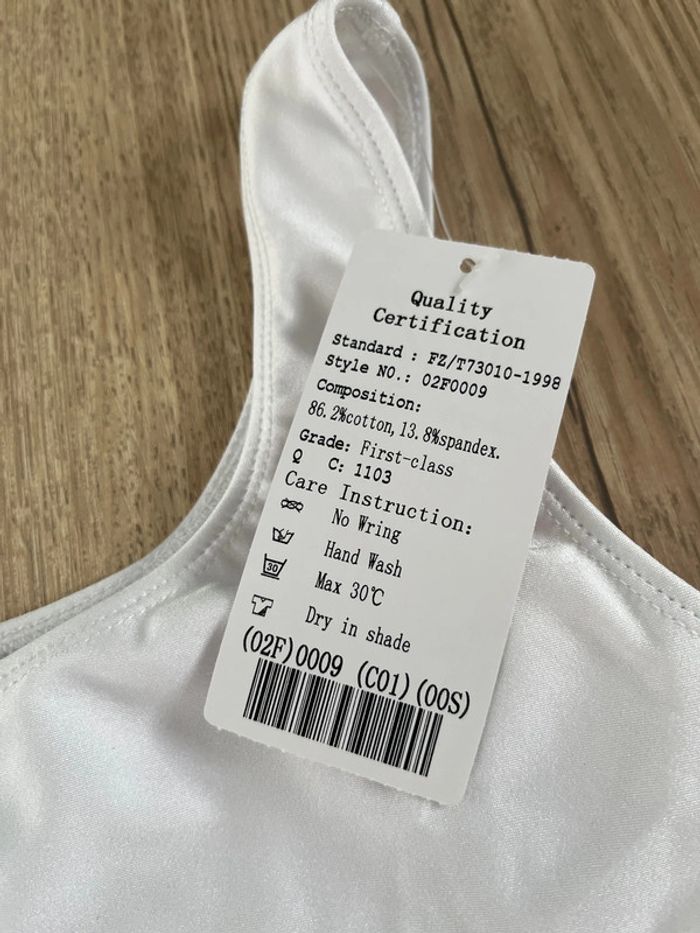 Quality
Certification
Standard : FZ/T73010-1998
Style NO.: 02F0009
Composition:
86.2%cotton,13.8%spandex.
Grade: First-class
Q C: 1103
Care Instruction:
No Wring
Hand Wash
30
Max 30℃
Dry in shade
(02F)0009 (C01)(00S)